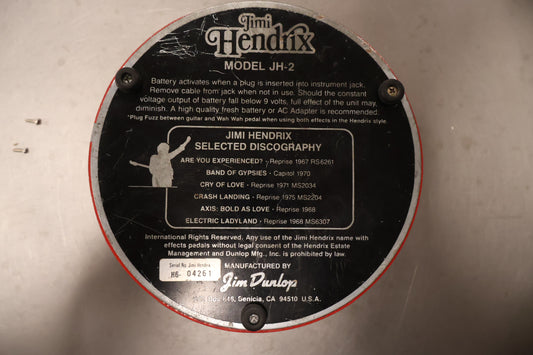 Jimi
Hendrix
MODEL JH-2
Battery activates when a plug is inserted into instrument jack.
Remove cable from jack when not in use. Should the constant
voltage output of battery fall below 9 volts, full effect of the unit may
diminish. A high quality fresh battery or AC Adapter is recommended.
*Plug Fuzz between guitar and Wah Wah pedal when using both effects in the Hendrix style.
JIMI HENDRIX
SELECTED DISCOGRAPHY
ARE YOU EXPERIENCED? - Reprise 1967 RS6261
BAND OF GYPSIES - Capitol 1970
CRY OF LOVE - Reprise 1971 MS2034
CRASH LANDING - Reprise 1975 MS2204
AXIS: BOLD AS LOVE - Reprise 1968
ELECTRIC LADYLAND - Reprise 1968 MS6307
International Rights Reserved. Any use of the Jimi Hendrix name with
effects pedals without legal consent of the Hendrix Estate
Management and Dunlop Mfg., Inc. is prohibited by law.
Serial No. Jimi Hendrix
H6- 04261
MANUFACTURED BY
Jim Dunlop
846, Benicia, CA 94510 U.S.A.